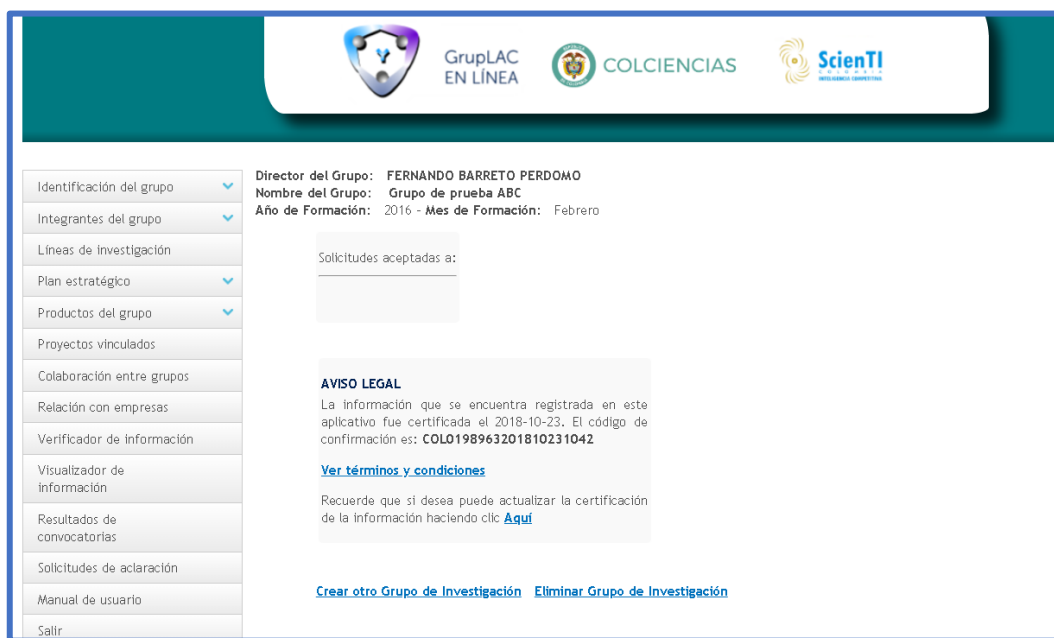 GrupLAC
EN LÍNEA
COLCIENCIAS
ScienTI
COLOMBIA
INTELIGENCIA COMPETITIVA
Identificación del grupo
Integrantes del grupo
Líneas de investigación
Plan estratégico
Productos del grupo
Proyectos vinculados
Colaboración entre grupos
Relación con empresas
Verificador de información
Visualizador de
información
Resultados de
convocatorias
Solicitudes de aclaración
Manual de usuario
Salir
Director del Grupo: FERNANDO BARRETO PERDOMO
Nombre del Grupo: Grupo de prueba ABC
Año de Formación: 2016 - Mes de Formación: Febrero
Solicitudes aceptadas a:
AVISO LEGAL
La información que se encuentra registrada en este
aplicativo fue certificada el 2018-10-23. El código de
confirmación es: COL0198963201810231042
Ver términos y condiciones
Recuerde que si desea puede actualizar la certificación
de la información haciendo clic Aquí
Crear otro Grupo de Investigación Eliminar Grupo de Investigación